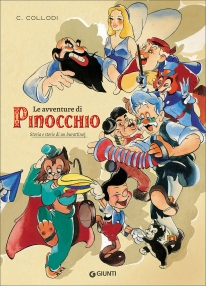 C. COLLODI
Le avventure di
PINOCCHIO
Storia e storie di un burattino
GIUNTI